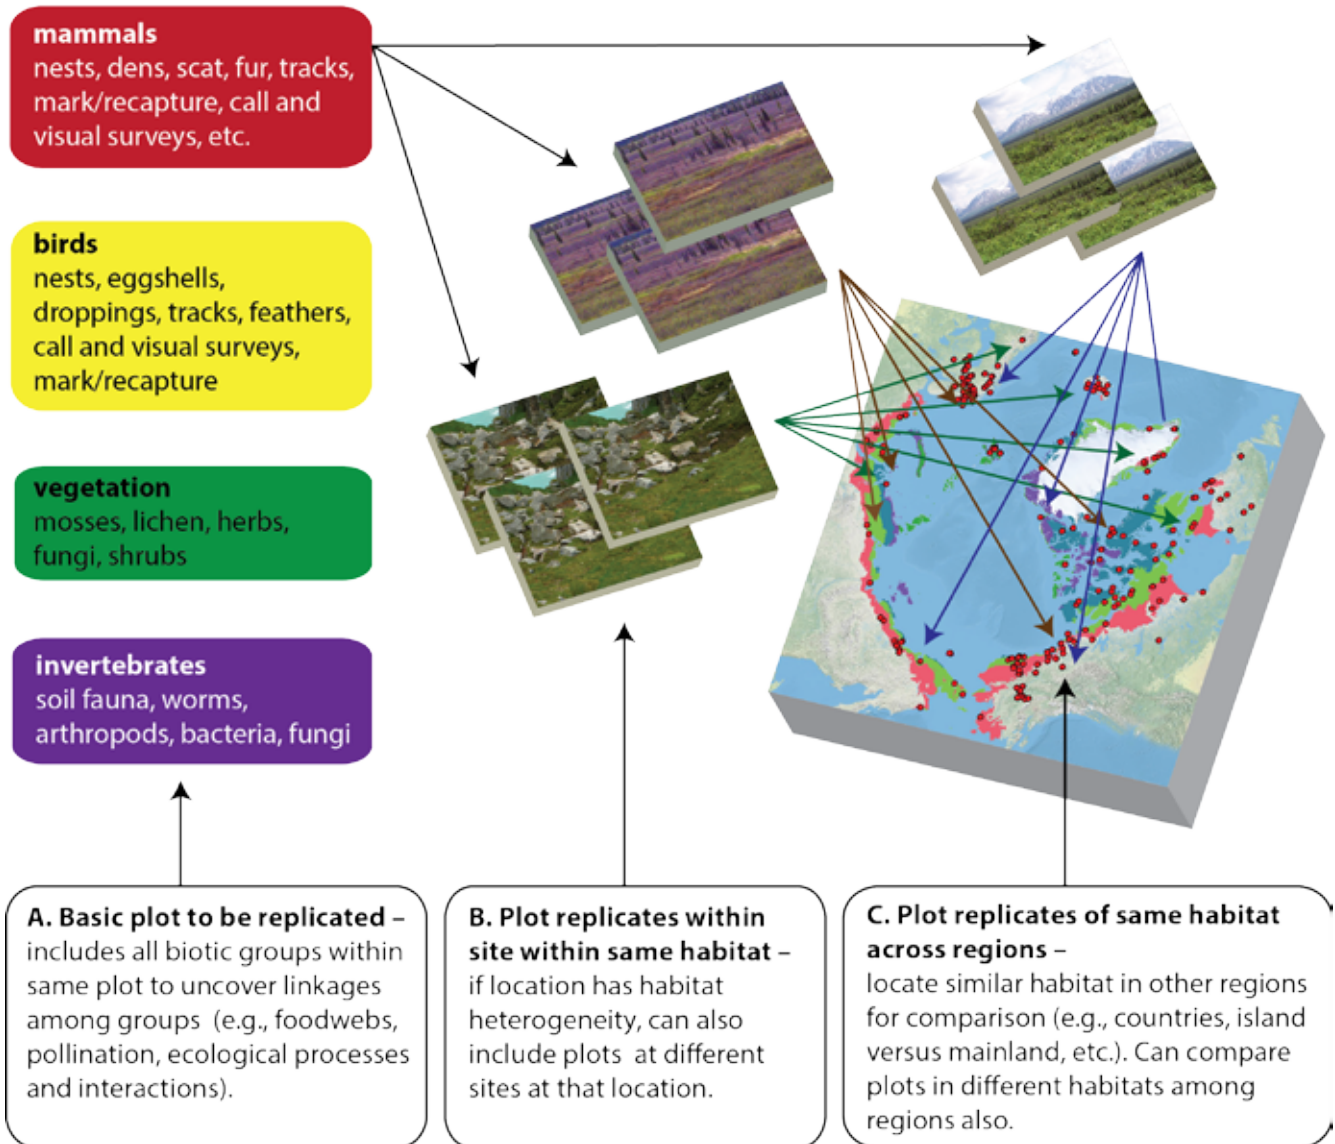 mammals
nests, dens, scat, fur, tracks,
mark/recapture, call and
visual surveys, etc.
birds
nests, eggshells,
droppings, tracks, feathers,
call and visual surveys,
mark/recapture
vegetation
mosses, lichen, herbs,
fungi, shrubs
invertebrates
soil fauna, worms,
arthropods, bacteria, fungi
A. Basic plot to be replicated –
includes all biotic groups within
same plot to uncover linkages
among groups (e.g., foodwebs,
pollination, ecological processes
and interactions).
B. Plot replicates within
site within same habitat –
if location has habitat
heterogeneity, can also
include plots at different
sites at that location.
C. Plot replicates of same habitat
across regions –
locate similar habitat in other regions
for comparison (e.g., countries, island
versus mainland, etc.). Can compare
plots in different habitats among
regions also.